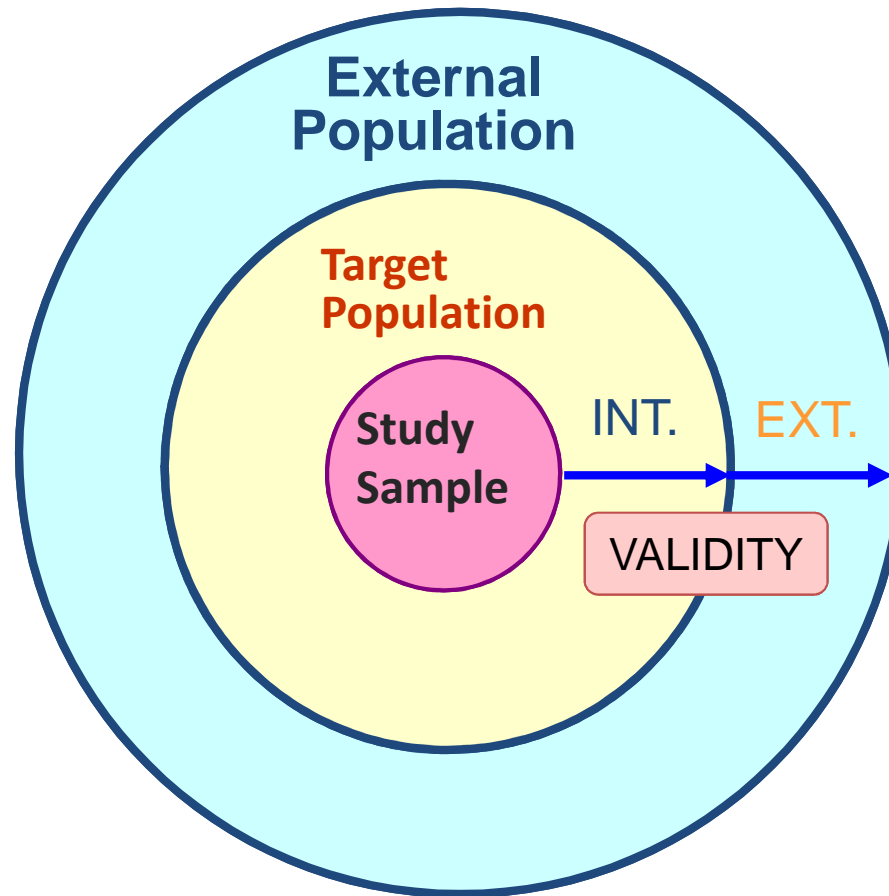 External
Population
Target
Population
Study
Sample
INT.
EXT.
VALIDITY